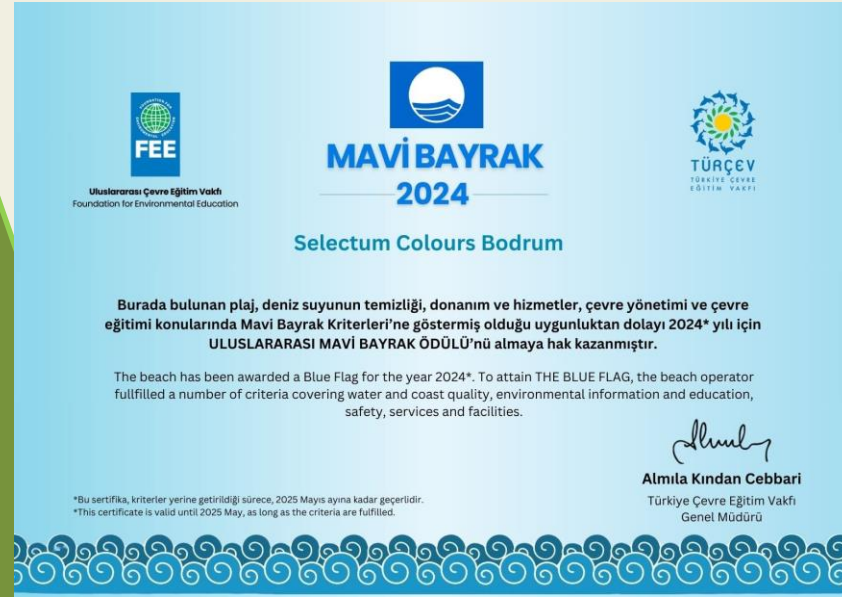 FOUNDATION FOR ENVIRONMENTAL EDUCATION
FEE
Uluslararası Çevre Eğitim Vakfı
Foundation for Environmental Education
MAVİ BAYRAK
2024
TÜRÇEV
TÜRKİYE ÇEVRE
EĞİTİM VAKFI
Selectum Colours Bodrum
Burada bulunan plaj, deniz suyunun temizliği, donanım ve hizmetler, çevre yönetimi ve çevre
eğitimi konularında Mavi Bayrak Kriterleri’ne göstermiş olduğu uygunluktan dolayı 2024* yılı için
ULUSLARARASI MAVİ BAYRAK ÖDÜLÜ’nü almaya hak kazanmıştır.
The beach has been awarded a Blue Flag for the year 2024*. To attain THE BLUE FLAG, the beach operator
fullfilled a number of criteria covering water and coast quality, environmental information and education,
safety, services and facilities.
Almıla Kından Cebbari
Türkiye Çevre Eğitim Vakfı
Genel Müdürü
*Bu sertifika, kriterler yerine getirildiği sürece, 2025 Mayıs ayına kadar geçerlidir.
*This certificate is valid until 2025 May, as long as the criteria are fulfilled.